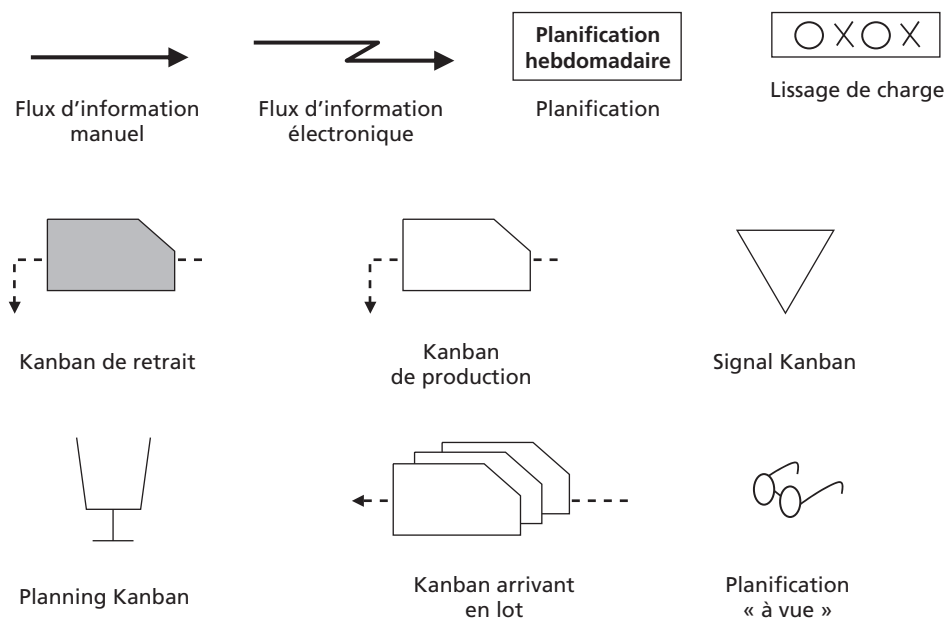 Planification
hebdomadaire
Flux d’information
manuel
Flux d’information
électronique
Planification
Lissage de charge
Kanban de retrait
Kanban
de production
Signal Kanban
Planning Kanban
Kanban arrivant
en lot
Planification
« à vue »